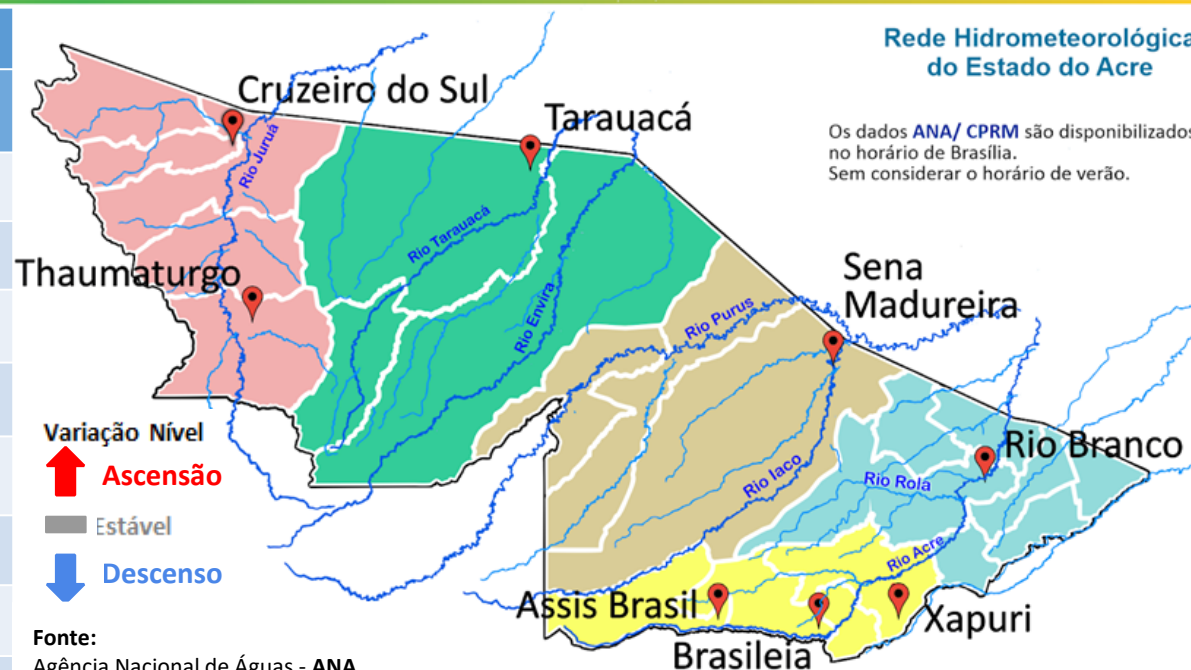 Rede Hidrometeorológica
do Estado do Acre
Os dados ANA/ CPRM são disponibilizados
no horário de Brasília.
Sem considerar o horário de verão.
Cruzeiro do Sul
Tarauacá
Rio Juruá
Rio Tarauacá
Thaumaturgo
Rio Envira
Sena
Madureira
Rio Purus
Variação Nível
Ascensão
Estável
Descenso
Rio Branco
Rio Iaco
Rio Rola
Rio Acre
Assis Brasil
Xapuri
Brasileia
Fonte:
Agência Nacional de Águas - ANA